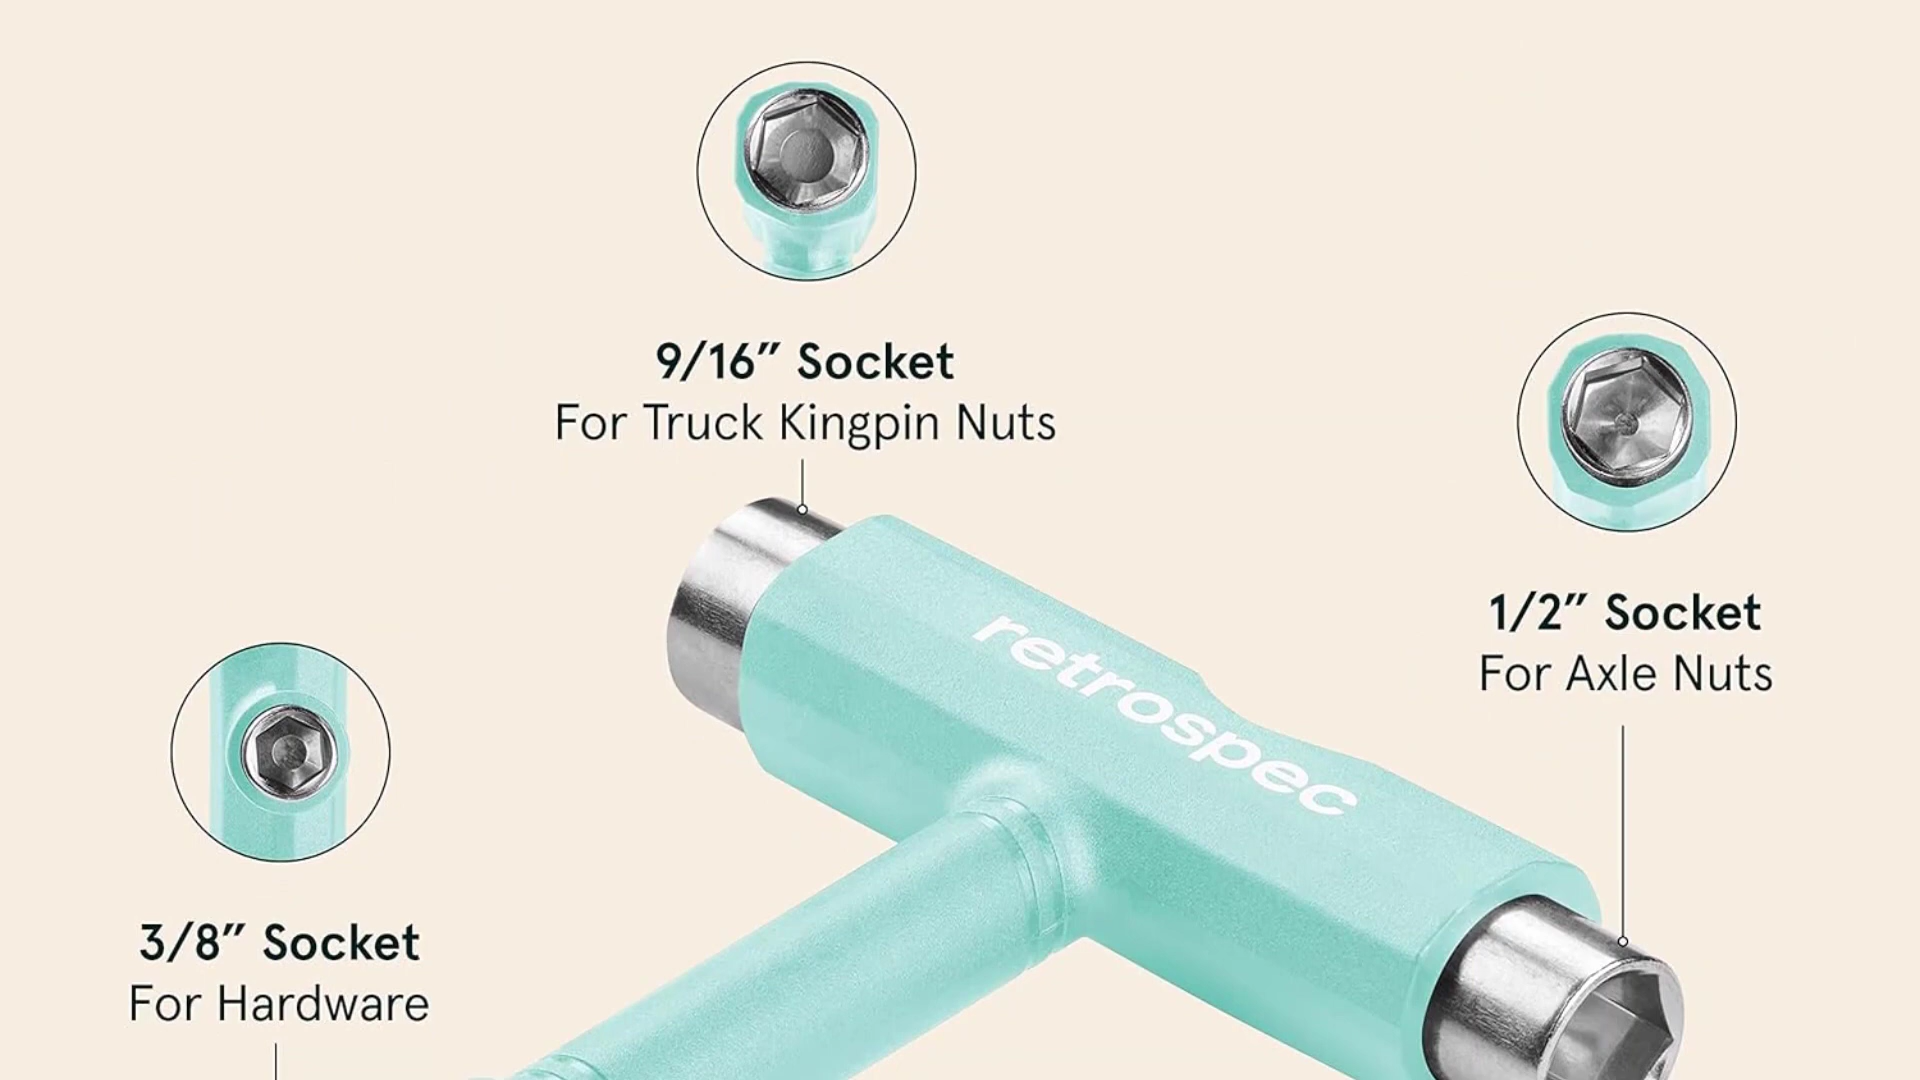 9/16” Socket
For Truck Kingpin Nuts
1/2” Socket
For Axle Nuts
retrospec
3/8” Socket
For Hardware